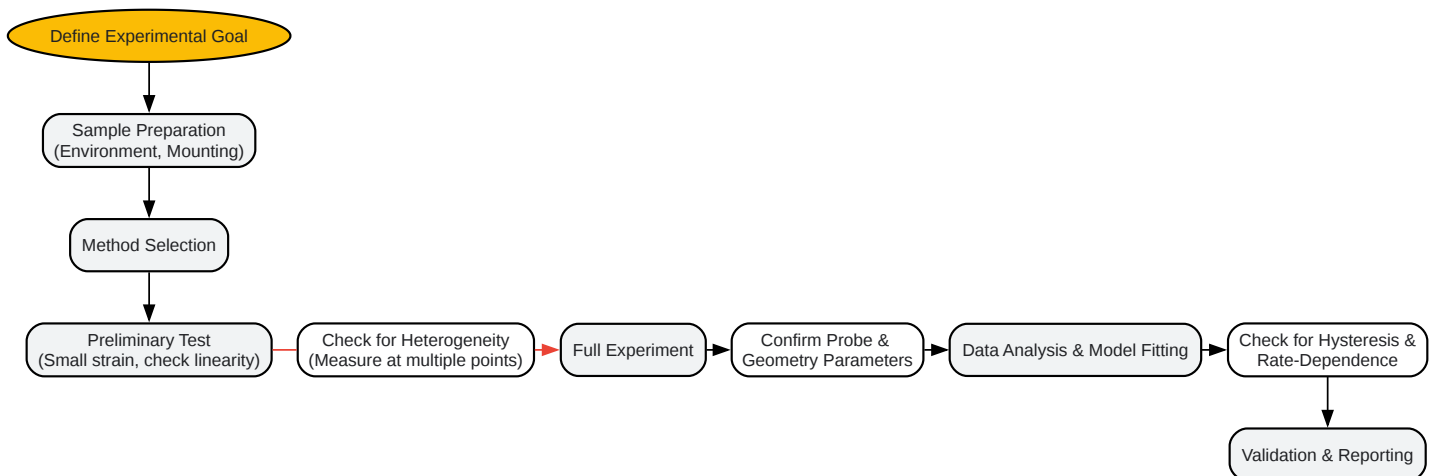 Define Experimental Goal
Sample Preparation
(Environment, Mounting)
Method Selection
Preliminary Test
(Small strain, check linearity)
Check for Heterogeneity
(Measure at multiple points)
Full Experiment
Confirm Probe &
Geometry Parameters
Data Analysis & Model Fitting
Check for Hysteresis &
Rate-Dependence
Validation & Reporting